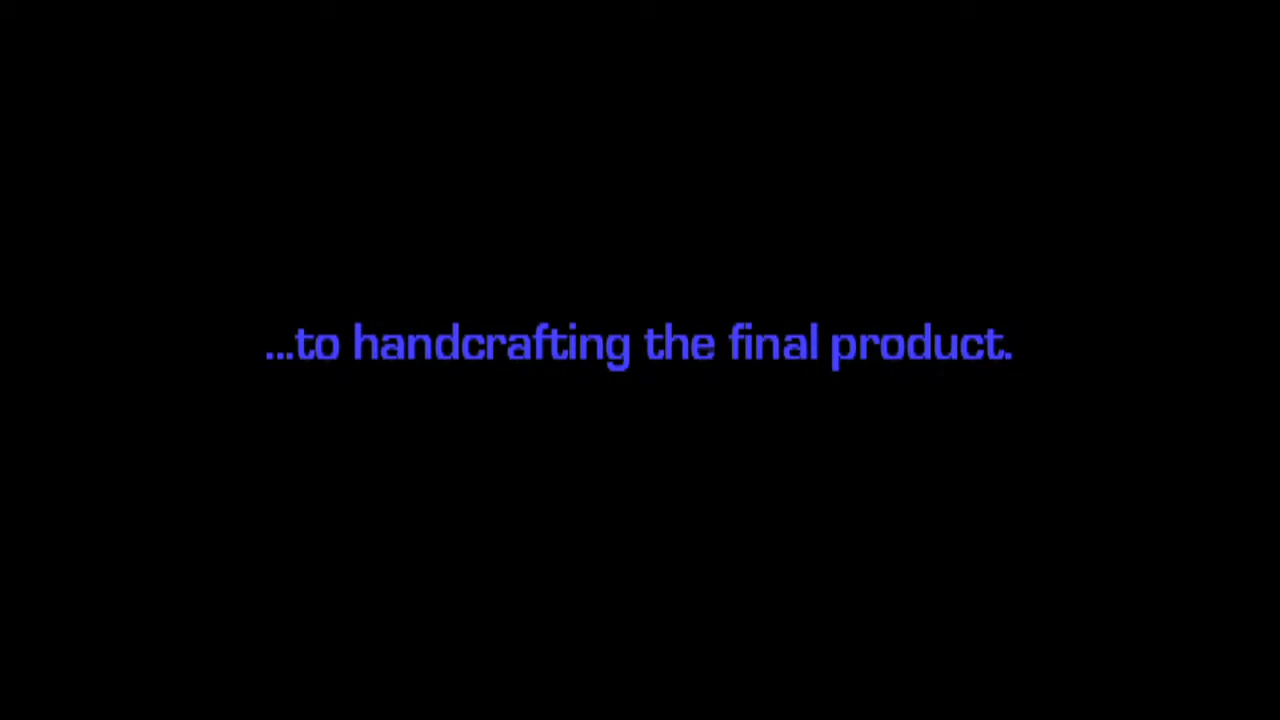 ...to handcrafting the final product.